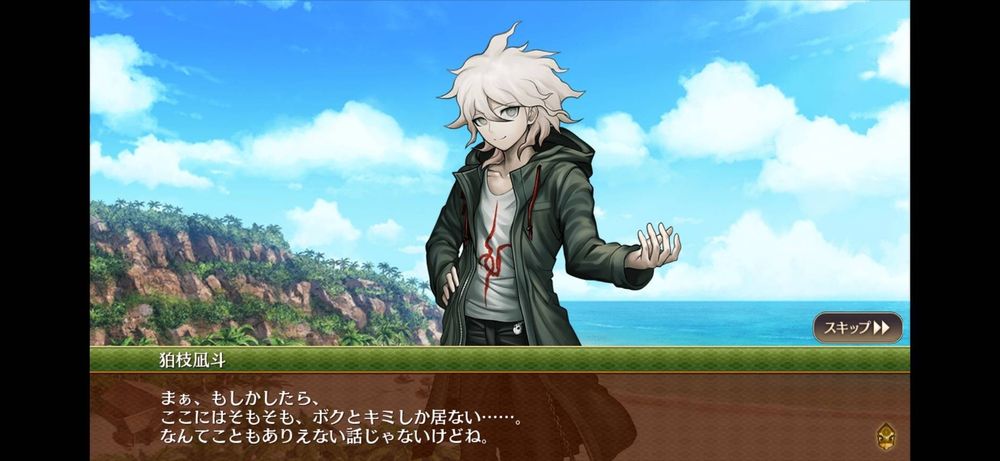 スキップ
狛枝凪斗
まぁ、もしかしたら、
ここにはそもそも、ボクとキミしか居ない……。
なんてこともありえない話じゃないけどね。